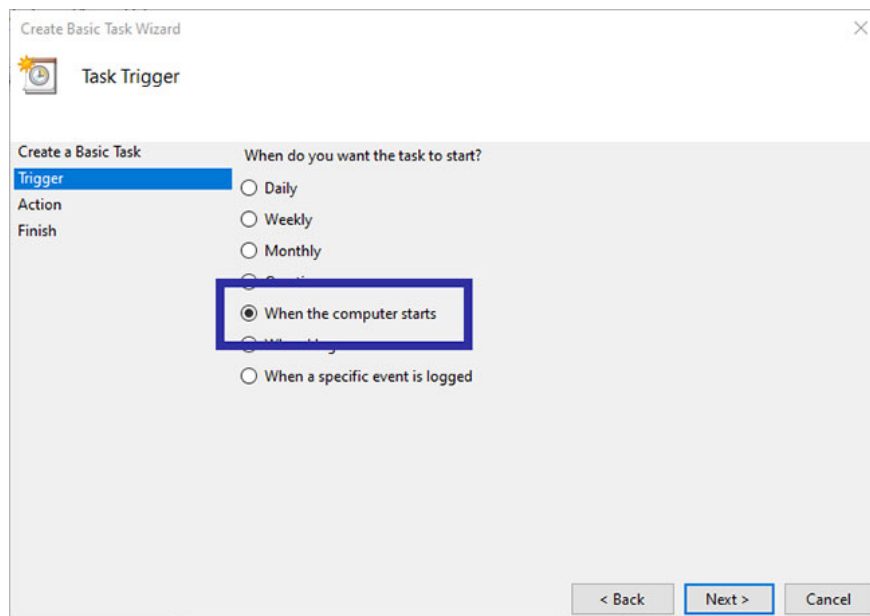 Create Basic Task Wizard
Task Trigger
Create a Basic Task
Trigger
Action
Finish
When do you want the task to start?
Daily
Weekly
Monthly
When the computer starts
When a specific event is logged
< Back
Next >
Cancel